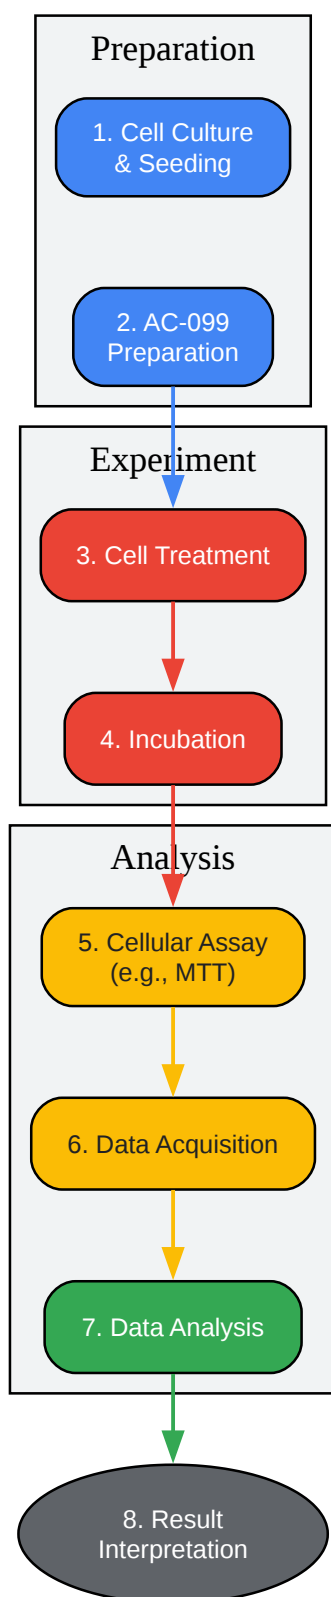 Preparation
1. Cell Culture
& Seeding
2. AC-099
Preparation
Experiment
3. Cell Treatment
4. Incubation
Analysis
5. Cellular Assay
(e.g., MTT)
6. Data Acquisition
7. Data Analysis
8. Result
Interpretation